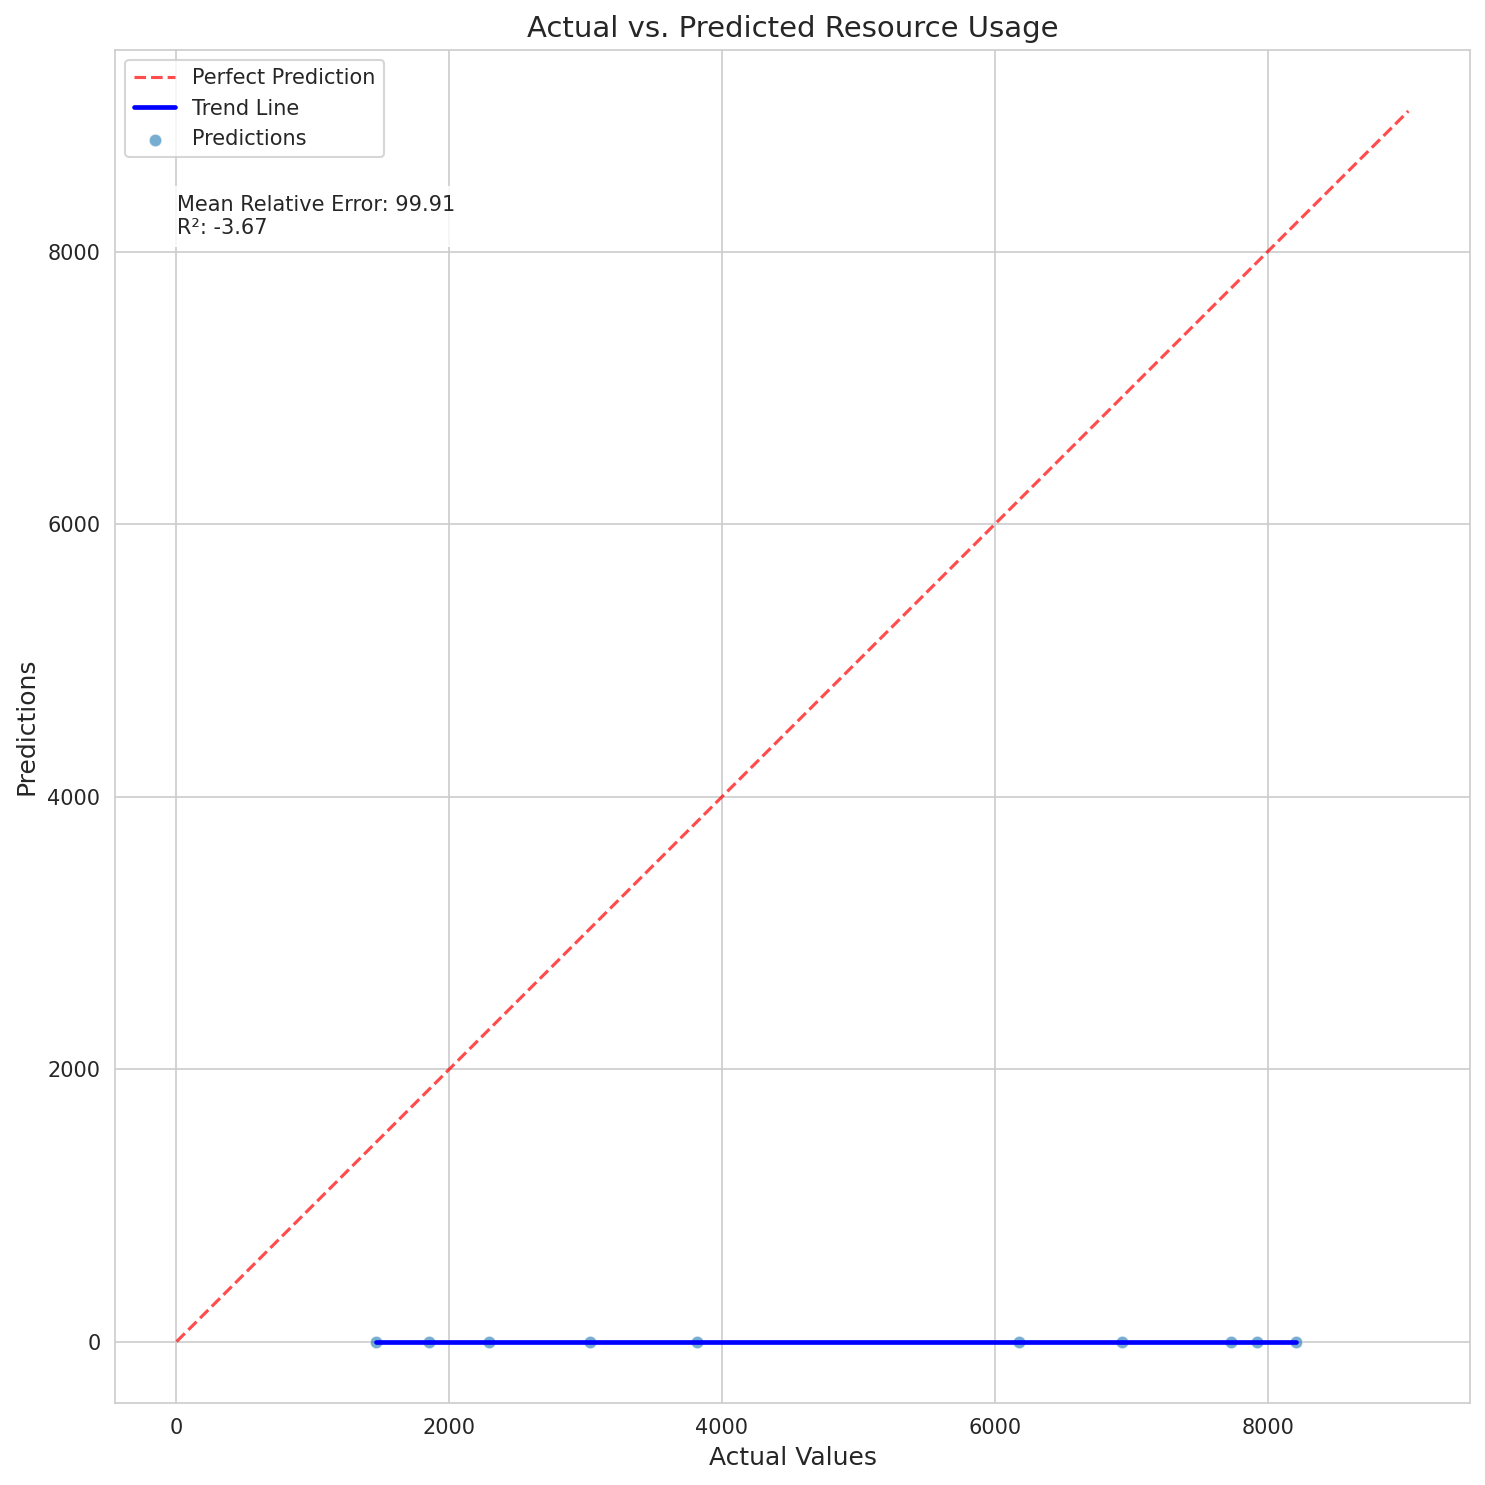 Actual vs. Predicted Resource Usage
Perfect Prediction
Trend Line
Predictions
Mean Relative Error: 99.91
R²: -3.67
8000
6000
4000
2000
0
Predictions
0 2000 4000 6000 8000
Actual Values